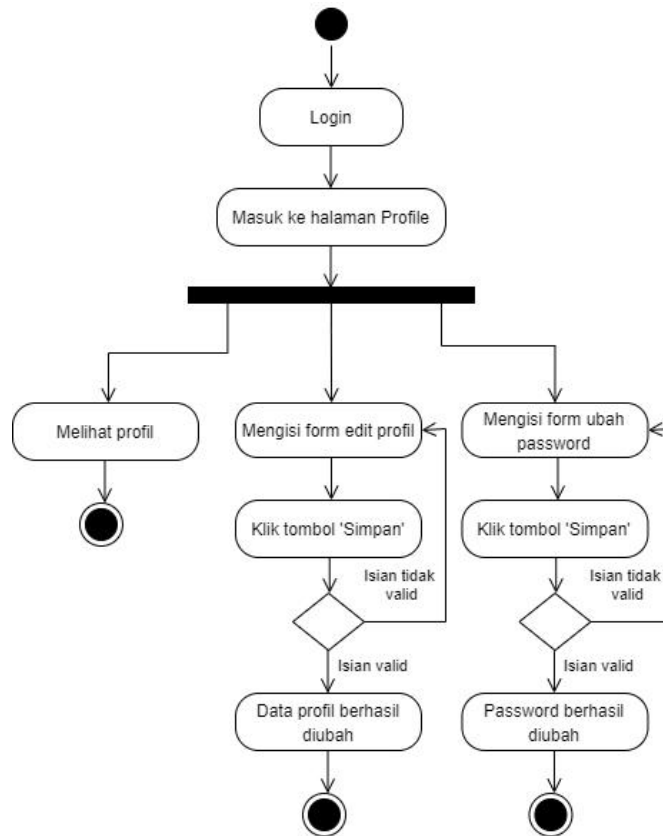 Login
Masuk ke halaman Profile
Melihat profil
Mengisi form edit profil
Mengisi form ubah
password
Klik tombol 'Simpan'
Klik tombol 'Simpan'
Isian tidak
valid
Isian tidak
valid
Isian valid
Isian valid
Data profil berhasil
diubah
Password berhasil
diubah